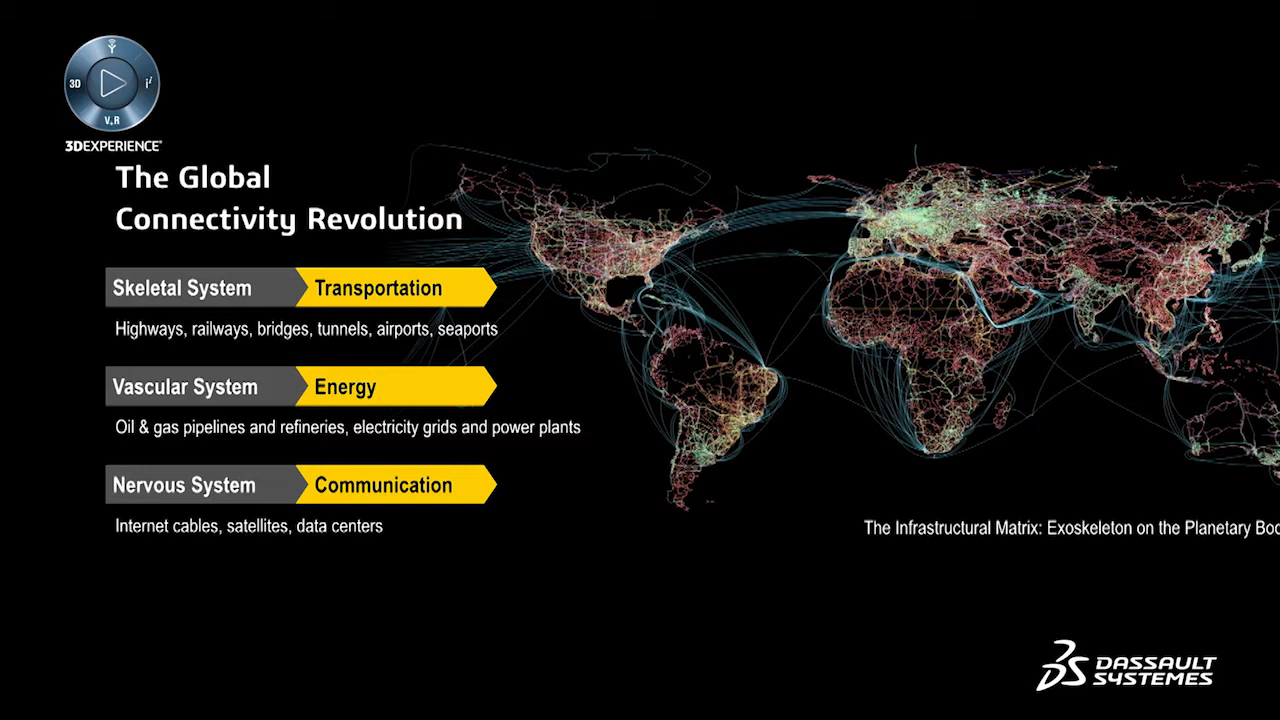 3D
i
V,R
3DEXPERIENCE
The Global
Connectivity Revolution
Skeletal System
Transportation
Highways, railways, bridges, tunnels, airports, seaports
Vascular System
Energy
Oil & gas pipelines and refineries, electricity grids and power plants
Nervous System
Communication
Internet cables, satellites, data centers
The Infrastructural Matrix: Exoskeleton on the Planetary
DASSAULT
SYSTEMES